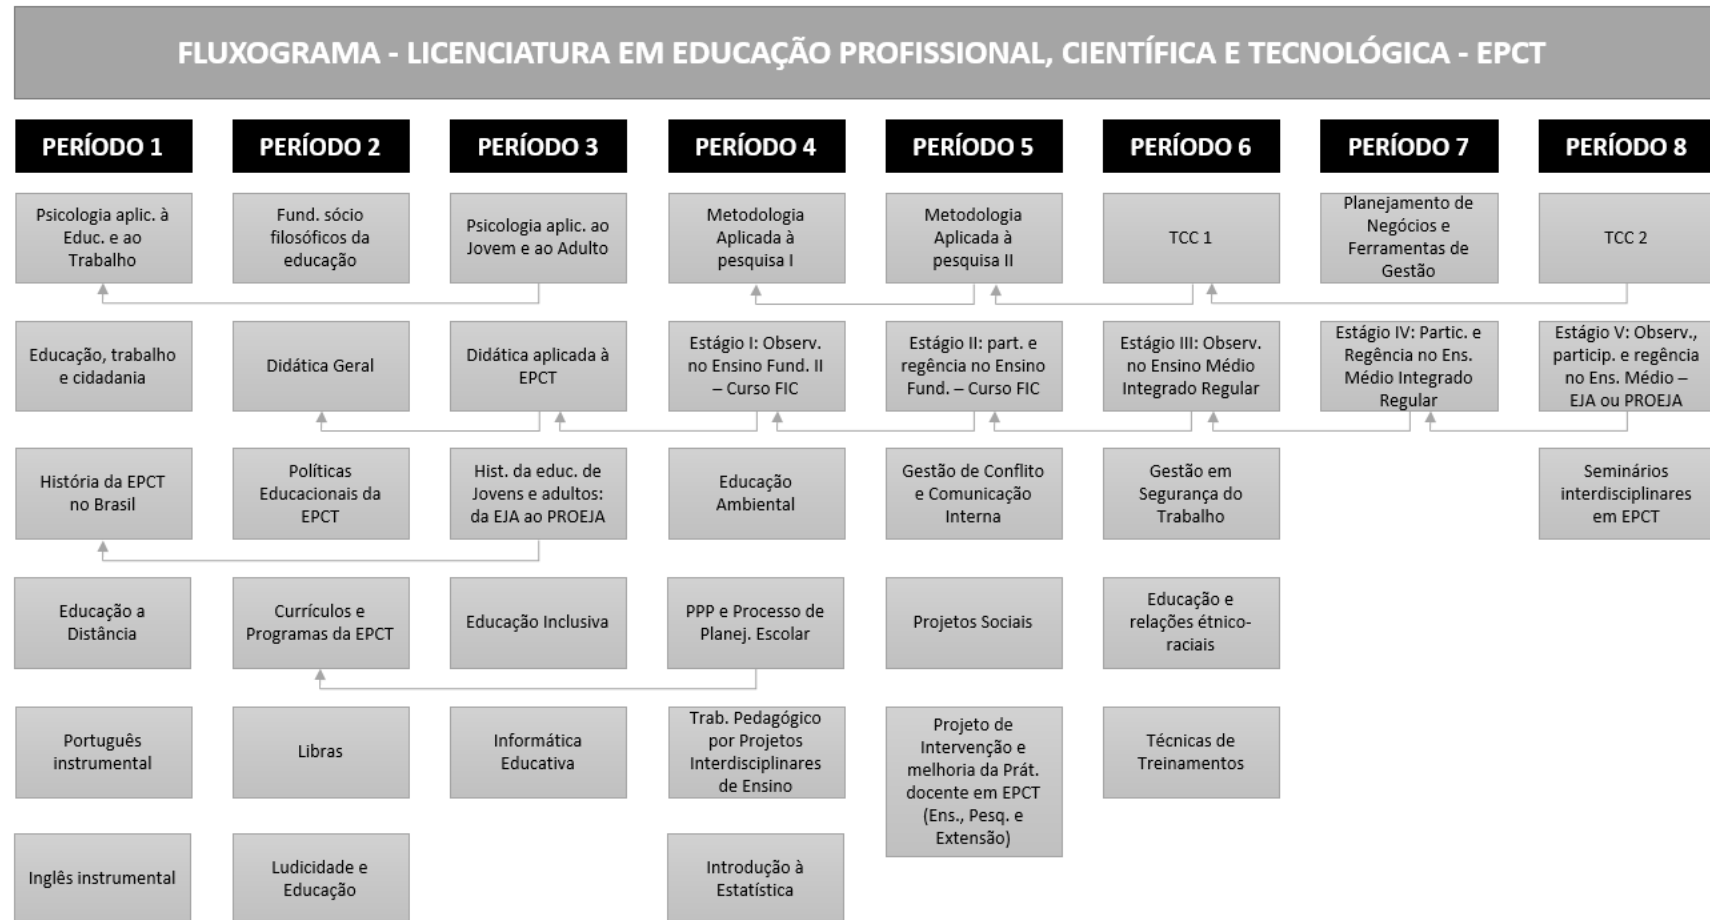 FLUXOGRAMA - LICENCIATURA EM EDUCAÇÃO PROFISSIONAL, CIENTÍFICA E TECNOLÓGICA - EPCT
PERÍODO 1
PERÍODO 2
PERÍODO 3
PERÍODO 4
PERÍODO 5
PERÍODO 6
PERÍODO 7
PERÍODO 8
Psicologia aplic. à
Educ. e ao
Trabalho
Fund. sócio
filosóficos da
educação
Psicologia aplic. ao
Jovem e ao Adulto
Metodologia
Aplicada à
pesquisa I
Metodologia
Aplicada à
pesquisa II
TCC 1
Planejamento de
Negócios e
Ferramentas de
Gestão
TCC 2
Educação, trabalho
e cidadania
Didática Geral
Didática aplicada à
EPCT
Estágio I: Observ.
no Ensino Fund. II
– Curso FIC
Estágio II: part. e
regência no Ensino
Fund. – Curso FIC
Estágio III: Observ.
no Ensino Médio
Integrado Regular
Estágio IV: Partic. e
Regência no Ens.
Médio Integrado
Regular
Estágio V: Observ.,
particip. e regência
no Ens. Médio –
EJA ou PROEJA
História da EPCT
no Brasil
Políticas
Educacionais da
EPCT
Hist. da educ. de
Jovens e adultos:
da EJA ao PROEJA
Educação
Ambiental
Gestão de Conflito
e Comunicação
Interna
Gestão em
Segurança do
Trabalho
Seminários
interdisciplinares
em EPCT
Educação a
Distância
Currículos e
Programas da EPCT
Educação Inclusiva
PPP e Processo de
Planej. Escolar
Projetos Sociais
Educação e
relações étnico-
raciais
Português
instrumental
Libras
Informática
Educativa
Trab. Pedagógico
por Projetos
Interdisciplinares
de Ensino
Projeto de
Intervenção e
melhoria da Prát.
docente em EPCT
(Ens., Pesq. e
Extensão)
Técnicas de
Treinamentos
Inglês instrumental
Ludicidade e
Educação
Introdução à
Estatística